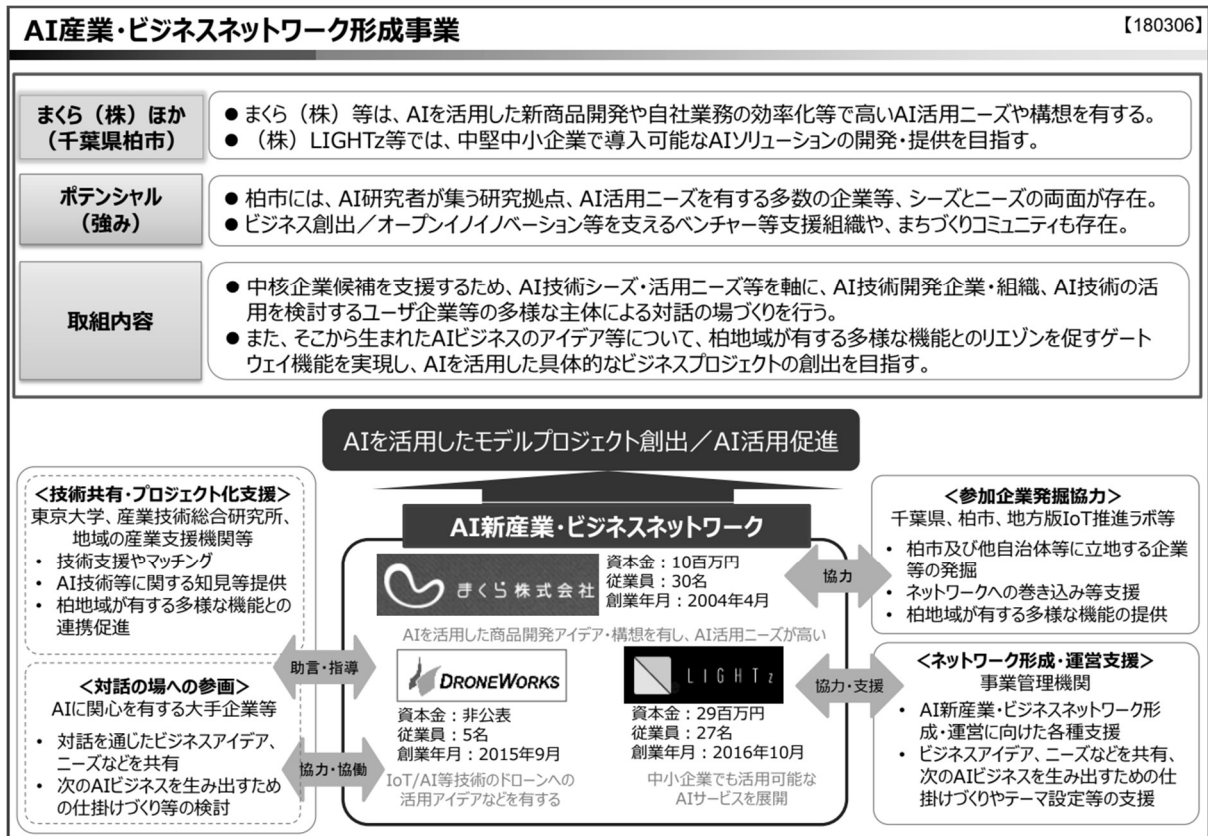 AI産業・ビジネスネットワーク形成事業
【180306】
まくら（株）ほか
（千葉県柏市）
● まくら（株）等は、AIを活用した新商品開発や自社業務の効率化等で高いAI活用ニーズや構想を有する。
● （株）LIGHTz等では、中堅中小企業で導入可能なAIソリューションの開発・提供を目指す。
ポテンシャル
（強み）
● 柏市には、AI研究者が集う研究拠点、AI活用ニーズを有する多数の企業等、シーズとニーズの両面が存在。
● ビジネス創出／オープンイノイノベーション等を支えるベンチャー等支援組織や、まちづくりコミュニティも存在。
取組内容
● 中核企業候補を支援するため、AI技術シーズ・活用ニーズ等を軸に、AI技術開発企業・組織、AI技術の活
用を検討するユーザ企業等の多様な主体による対話の場づくりを行う。
● また、そこから生まれたAIビジネスのアイデア等について、柏地域が有する多様な機能とのリエゾンを促すゲート
ウェイ機能を実現し、AIを活用した具体的なビジネスプロジェクトの創出を目指す。
AIを活用したモデルプロジェクト創出／AI活用促進
＜技術共有・プロジェクト化支援＞
東京大学、産業技術総合研究所、
地域の産業支援機関等
• 技術支援やマッチング
• AI技術等に関する知見等提供
• 柏地域が有する多様な機能との
連携促進
＜対話の場への参画＞
AIに関心を有する大手企業等
• 対話を通じたビジネスアイデア、
ニーズなどを共有
• 次のAIビジネスを生み出すため
の仕掛けづくり等の検討
助言・指導
協力・協働
AI新産業・ビジネスネットワーク
まくら株式会社
資本金：10百万円
従業員：30名
創業年月：2004年4月
AIを活用した商品開発アイデア・構想を有し、AI活用ニーズが高い
DRONEWORKS
資本金：非公表
従業員：5名
創業年月：2015年9月
IoT/AI等技術のドローンへの
活用アイデアなどを有する
LIGHTz
資本金：29百万円
従業員：27名
創業年月：2016年10月
中小企業でも活用可能な
AIサービスを展開
協力
協力・支援
＜参加企業発掘協力＞
千葉県、柏市、地方版IoT推進ラボ等
• 柏市及び他自治体等に立地する企業
等の発掘
• ネットワークへの巻き込み等支援
• 柏地域が有する多様な機能の提供
＜ネットワーク形成・運営支援＞
事業管理機関
• AI新産業・ビジネスネットワーク形
成・運営に向けた各種支援
• ビジネスアイデア、ニーズなどを共有、
次のAIビジネスを生み出すための仕
掛けづくりやテーマ設定等の支援